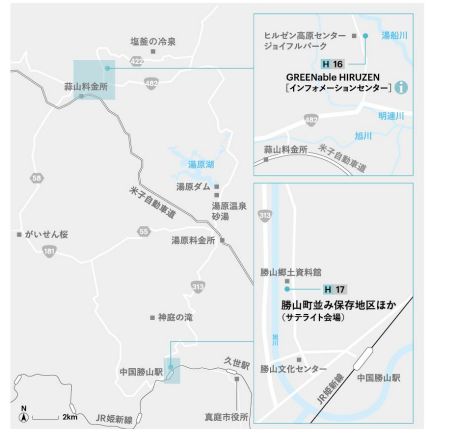 塩釜の冷泉
422
482
蒜山料金所
湯原湖
米子自動車道
湯原ダム
湯原温泉
砂湯
58
がいせん桜
55
湯原料金所
181
313
神庭の滝
中国勝山駅
久世駅
JR姫新線
真庭市役所
N
2km
ヒルゼン高原センター
ジョイフルパーク
湯船川
H 16
GREENable HIRUZEN
[インフォメーションセンター] i
482
明連川
旭川
蒜山料金所
米子自動車道
313
勝山郷土資料館
H 17
勝山町並み保存地区ほか
(サテライト会場)
旭川
勝山文化センター
JR姫新線
中国勝山駅